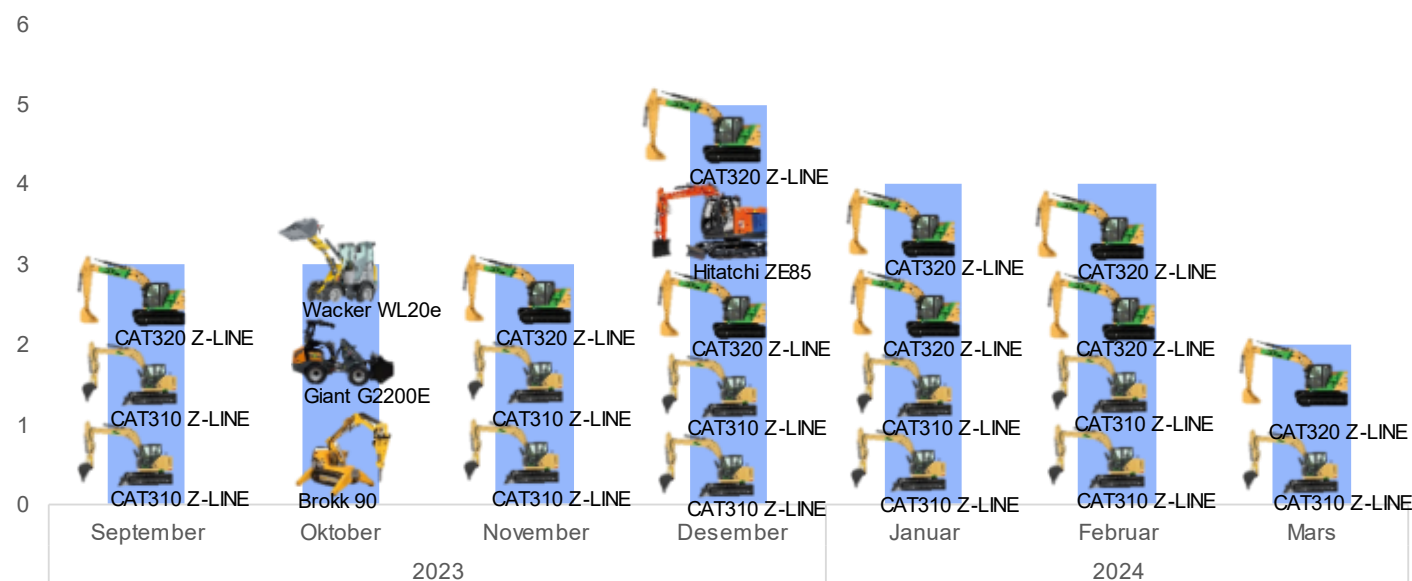 6
5
4
3
2
1
0
CAT320 Z-LINE
CAT310 Z-LINE
CAT310 Z-LINE
Wacker WL20e
Giant G2200E
Brokk 90
CAT320 Z-LINE
CAT310 Z-LINE
CAT310 Z-LINE
CAT320 Z-LINE
Hitatchi ZE85
CAT320 Z-LINE
CAT310 Z-LINE
CAT310 Z-LINE
CAT320 Z-LINE
CAT320 Z-LINE
CAT310 Z-LINE
CAT310 Z-LINE
CAT320 Z-LINE
CAT320 Z-LINE
CAT310 Z-LINE
CAT310 Z-LINE
CAT320 Z-LINE
CAT310 Z-LINE
September Oktober November Desember Januar Februar Mars
2023 2024